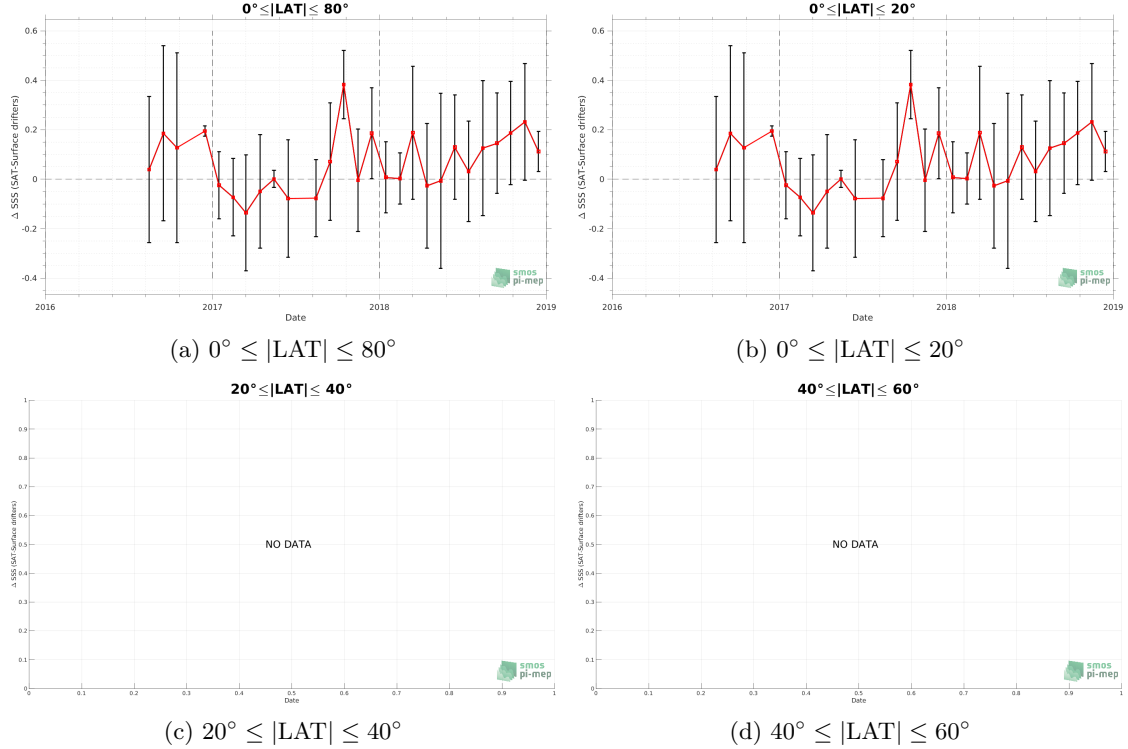 0°≤|LAT|≤ 80°
Δ SSS (SAT-Surface drifters)
0.6
0.4
0.2
0
-0.2
-0.4
2016
2017
2018
2019
Date
smos
pi-mep
(a) 0° ≤ |LAT| ≤ 80°
0°≤|LAT|≤ 20°
Δ SSS (SAT-Surface drifters)
0.6
0.4
0.2
0
-0.2
-0.4
2016
2017
2018
2019
Date
smos
pi-mep
(b) 0° ≤ |LAT| ≤ 20°
20°≤|LAT|≤ 40°
Δ SSS (SAT-Surface drifters)
1
0.9
0.8
0.7
0.6
0.5
0.4
0.3
0.2
0.1
0
NO DATA
0
0.1
0.2
0.3
0.4
0.5
0.6
0.7
0.8
0.9
1
Date
smos
pi-mep
(c) 20° ≤ |LAT| ≤ 40°
40°≤|LAT|≤ 60°
Δ SSS (SAT-Surface drifters)
1
0.9
0.8
0.7
0.6
0.5
0.4
0.3
0.2
0.1
0
NO DATA
0
0.1
0.2
0.3
0.4
0.5
0.6
0.7
0.8
0.9
1
Date
smos
pi-mep
(d) 40° ≤ |LAT| ≤ 60°